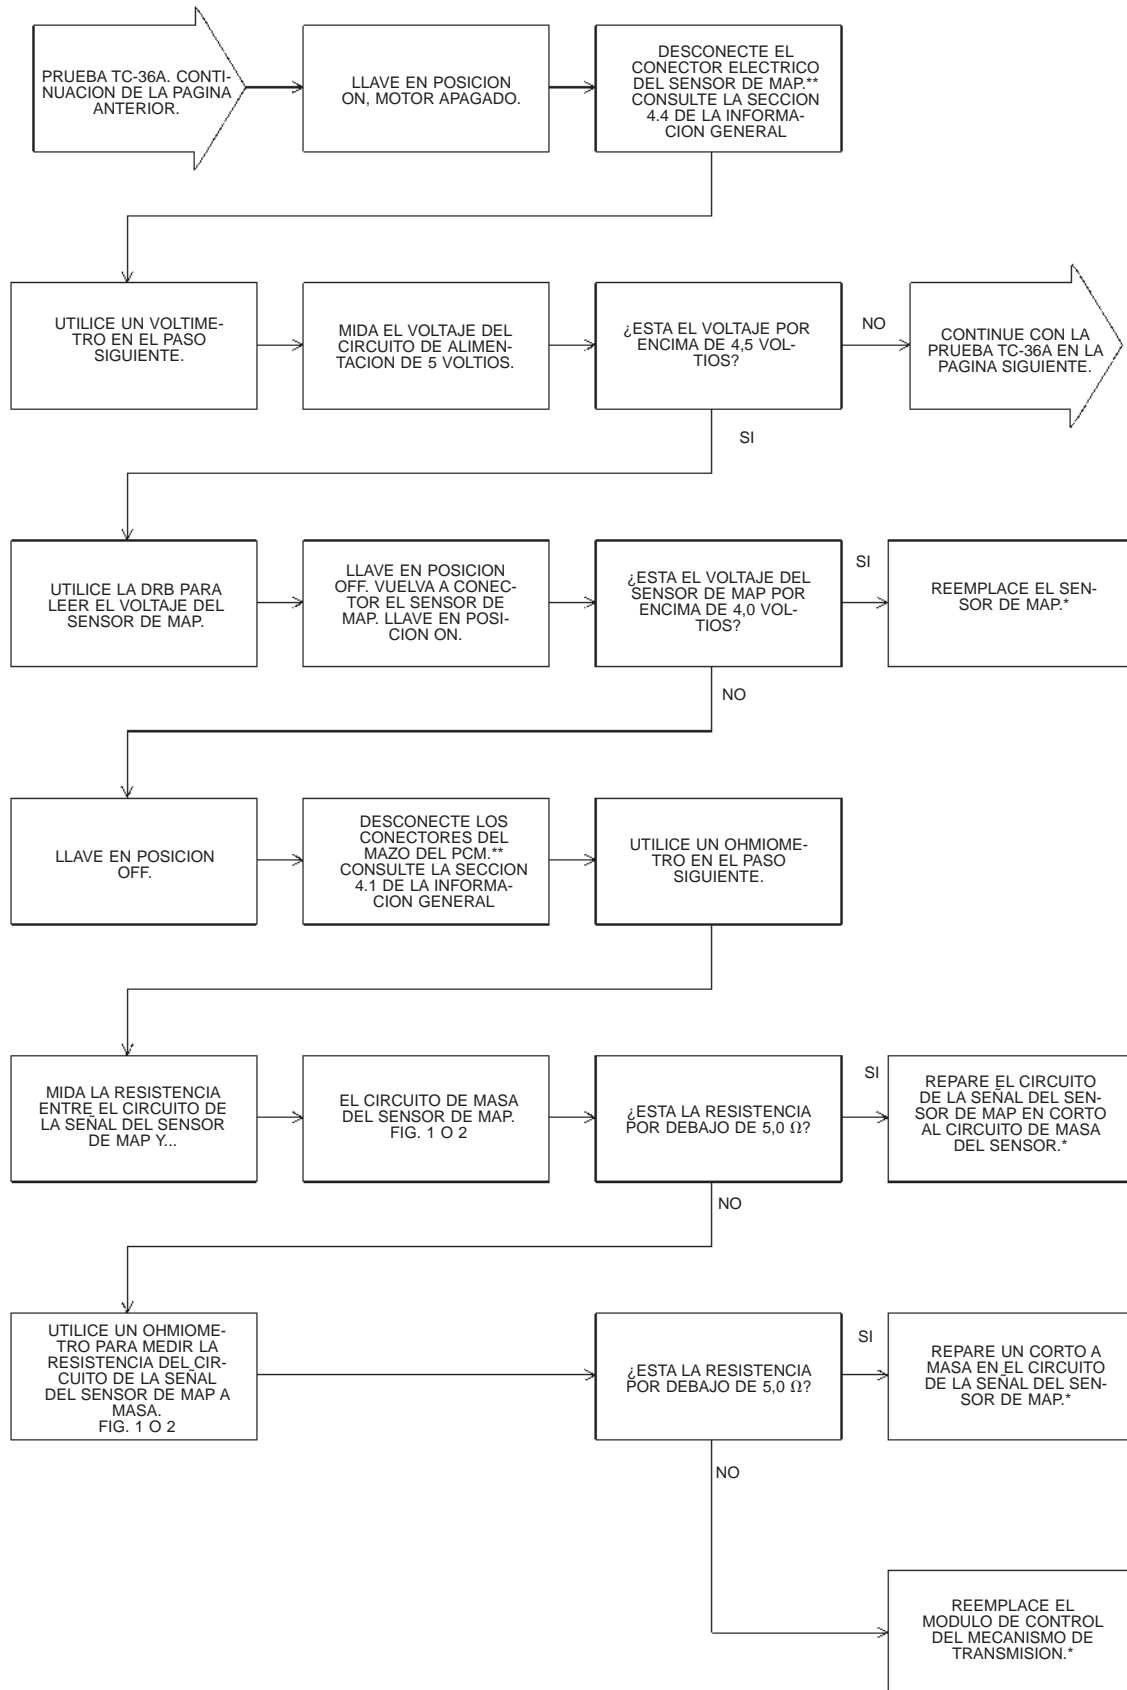 PRUEBA TC-36A. CONTI-
NUACION DE LA PAGINA
ANTERIOR.
LLAVE EN POSICION
ON, MOTOR APAGADO.
DESCONECTE EL
CONECTOR ELECTRICO
DEL SENSOR DE MAP.**
CONSULTE LA SECCION
4.4 DE LA INFORMA-
CION GENERAL
UTILICE UN VOLTIME-
TRO EN EL PASO
SIGUIENTE.
MIDA EL VOLTAJE DEL
CIRCUITO DE ALIMEN-
TACION DE 5 VOLTIOS.
¿ESTA EL VOLTAJE POR
ENCIMA DE 4,5 VOL-
TIOS?
NO
CONTINUE CON LA
PRUEBA TC-36A EN LA
PAGINA SIGUIENTE.
SI
UTILICE LA DRB PARA
LEER EL VOLTAJE DEL
SENSOR DE MAP.
LLAVE EN POSICION
OFF. VUELVA A CONEC-
TOR EL SENSOR DE
MAP. LLAVE EN POSI-
CION ON.
¿ESTA EL VOLTAJE DEL
SENSOR DE MAP POR
ENCIMA DE 4,0 VOL-
TIOS?
SI
REEMPLACE EL SEN-
SOR DE MAP.*
NO
LLAVE EN POSICION
OFF.
DESCONECTE LOS
CONECTORES DEL
MAZO DEL PCM.**
CONSULTE LA SECCION
4.1 DE LA INFORMA-
CION GENERAL
UTILICE UN OHMIOME-
TRO EN EL PASO
SIGUIENTE.
MIDA LA RESISTENCIA
ENTRE EL CIRCUITO DE
LA SEÑAL DEL SENSOR
DE MAP Y...
EL CIRCUITO DE MASA
DEL SENSOR DE MAP.
FIG. 1 O 2
¿ESTA LA RESISTENCIA
POR DEBAJO DE 5,0 Ω?
SI
REPARE EL CIRCUITO
DE LA SEÑAL DEL SEN-
SOR DE MAP EN CORTO
AL CIRCUITO DE MASA
DEL SENSOR.*
NO
UTILICE UN OHMIOME-
TRO PARA MEDIR LA
RESISTENCIA DEL CIR-
CUITO DE LA SEÑAL
DEL SENSOR DE MAP A
MASA.
FIG. 1 O 2
¿ESTA LA RESISTENCIA
POR DEBAJO DE 5,0 Ω?
SI
REPARE UN CORTO A
MASA EN EL CIRCUITO
DE LA SEÑAL DEL SEN-
SOR DE MAP.*
NO
REEMPLACE EL
MODULO DE CONTROL
DEL MECANISMO DE
TRANSMISION.*